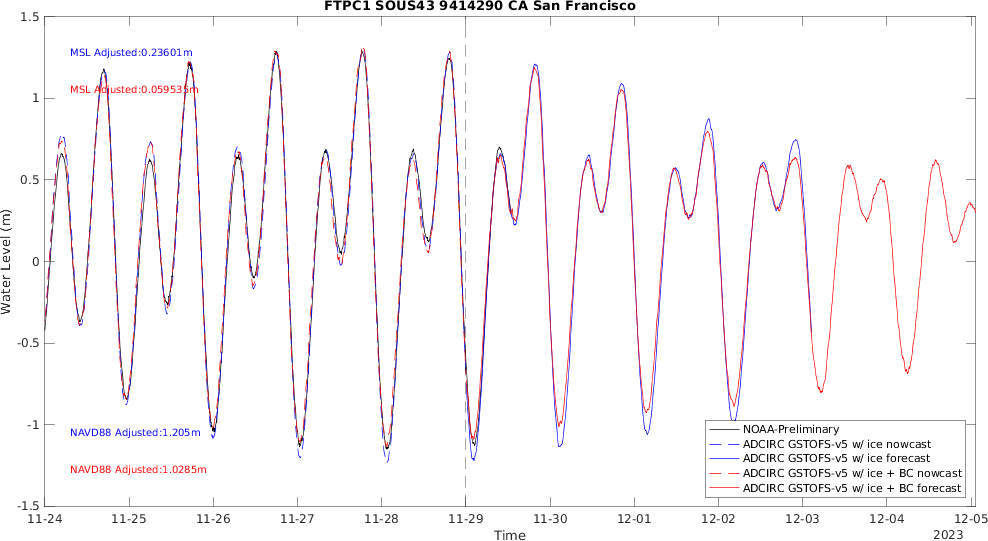 FTPC1 SOUS43 9414290 CA San Francisco
1.5
1
0.5
0
-0.5
-1
-1.5
Water Level (m)
MSL Adjusted:0.23601m
MSL Adjusted:0.059535m
NAVD88 Adjusted:1.205m
NAVD88 Adjusted:1.0285m
NOAA-Preliminary
ADCIRC GSTOFS-v5 w/ ice nowcast
ADCIRC GSTOFS-v5 w/ ice forecast
ADCIRC GSTOFS-v5 w/ ice + BC nowcast
ADCIRC GSTOFS-v5 w/ ice + BC forecast
11-24 11-25 11-26 11-27 11-28 11-29 11-30 12-01 12-02 12-03 12-04 12-05
Time
2023